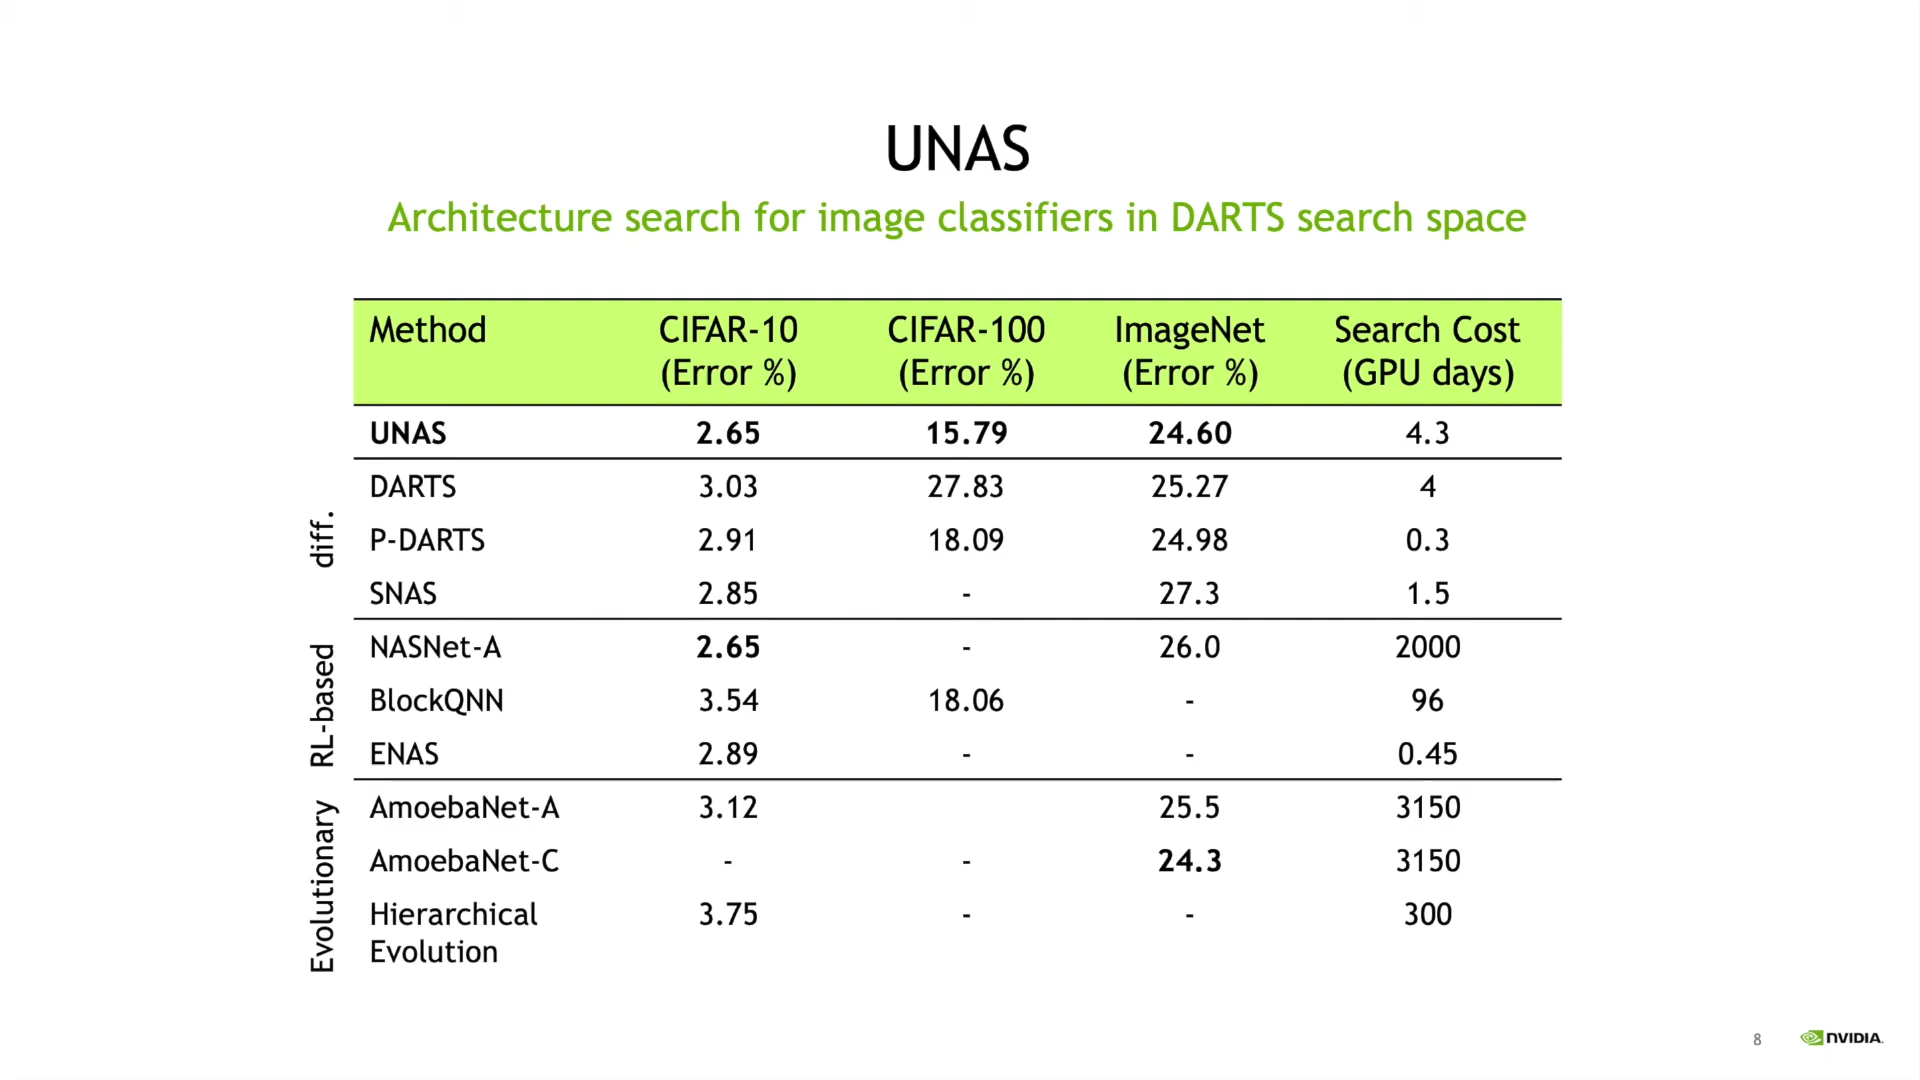 UNAS
Architecture search for image classifiers in DARTS search space
Method CIFAR-10 CIFAR-100 ImageNet Search Cost
(Error %) (Error %) (Error %) (GPU days)
UNAS 2.65 15.79 24.60 4.3
diff.
DARTS 3.03 27.83 25.27 4
P-DARTS 2.91 18.09 24.98 0.3
SNAS 2.85 - 27.3 1.5
RL-based
NASNet-A 2.65 - 26.0 2000
BlockQNN 3.54 18.06 - 96
ENAS 2.89 - - 0.45
Evolutionary
AmoebaNet-A 3.12 25.5 3150
AmoebaNet-C - - 24.3 3150
Hierarchical 3.75 - - 300
Evolution
8 NVIDIA.